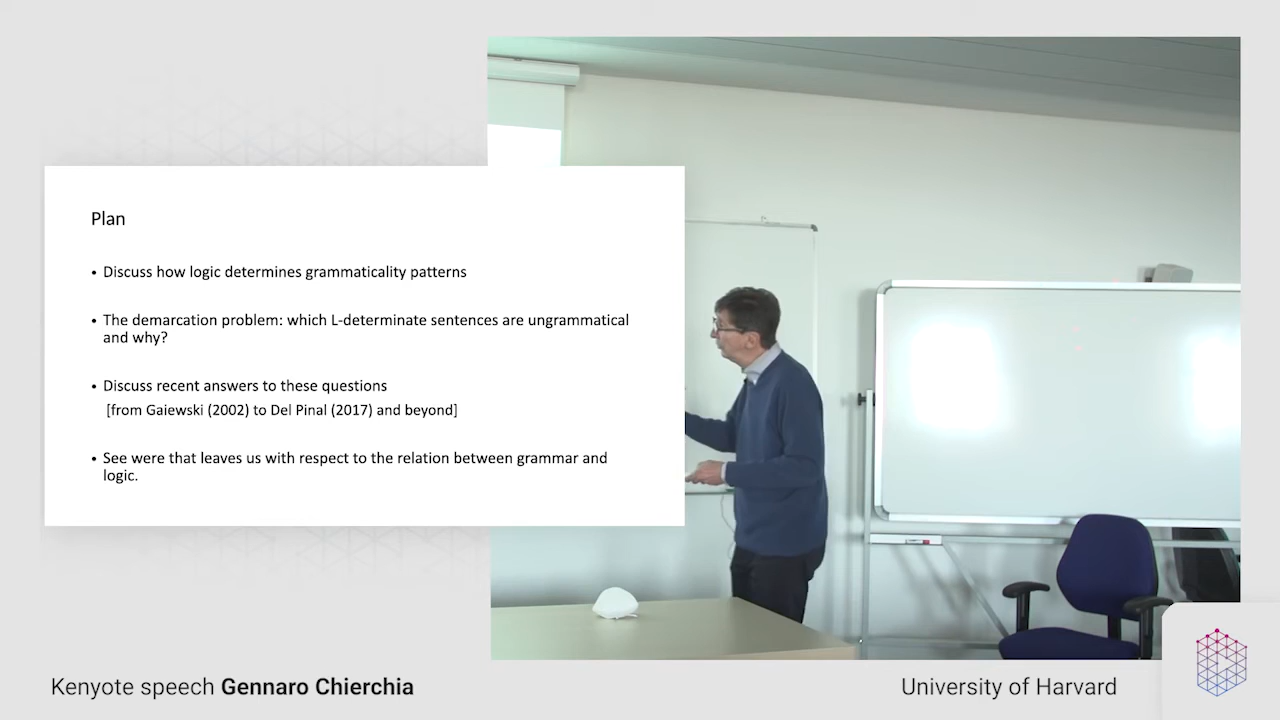 Plan
• Discuss how logic determines grammaticality patterns
• The demarcation problem: which L-determinate sentences are ungrammatical
and why?
• Discuss recent answers to these questions
[from Gaiewski (2002) to Del Pinal (2017) and beyond]
• See were that leaves us with respect to the relation between grammar and
logic.
Kenyote speech Gennaro Chierchia
University of Harvard